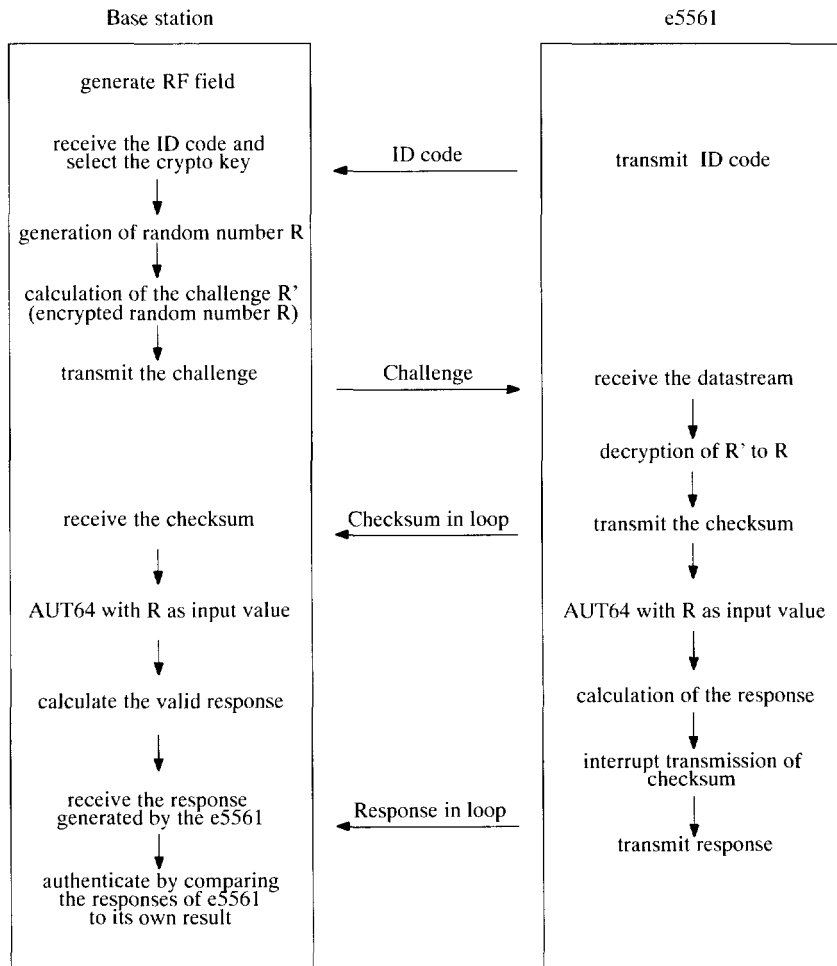 Base station
e5561
generate RF field
receive the ID code and
select the crypto key
ID code
transmit ID code
generation of random number R
calculation of the challenge R'
(encrypted random number R)
transmit the challenge
Challenge
receive the datastream
decryption of R' to R
receive the checksum
Checksum in loop
transmit the checksum
AUT64 with R as input value
AUT64 with R as input value
calculate the valid response
calculation of the response
interrupt transmission of
checksum
receive the response
generated by the e5561
Response in loop
transmit response
authenticate by comparing
the responses of e5561
to its own result